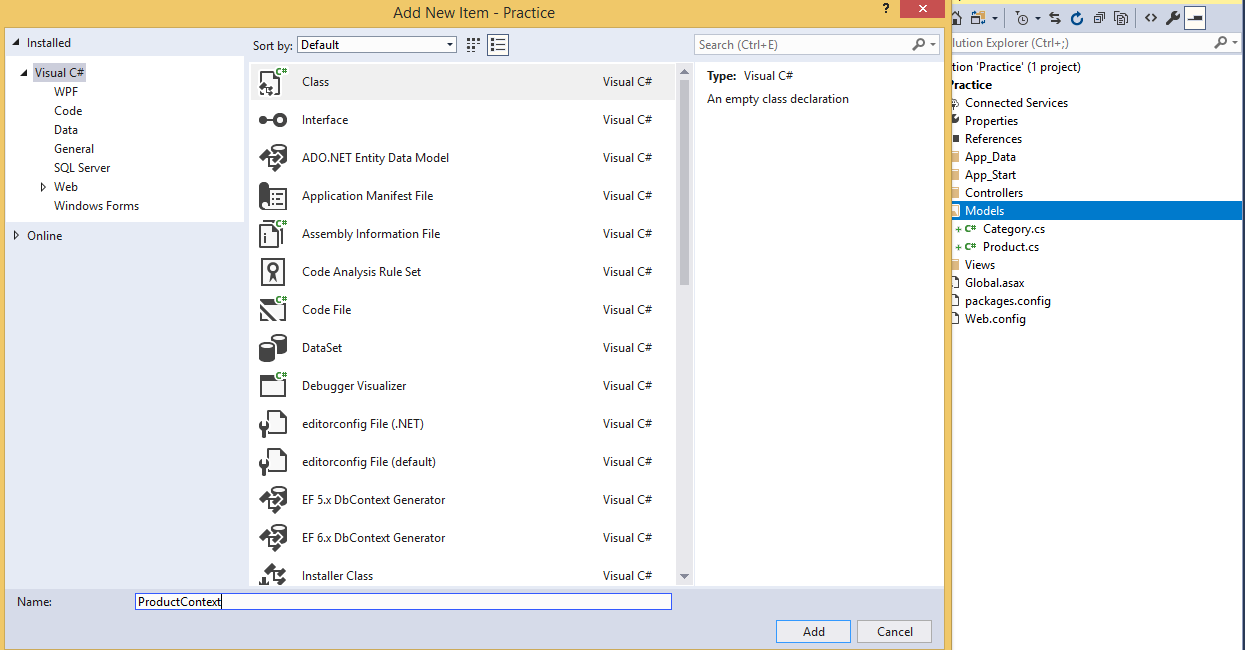 Add New Item - Practice
?
Installed
Visual C#
WPF
Code
Data
General
SQL Server
Web
Windows Forms
Online
Sort by: Default
Search (Ctrl+E)
C# Class Visual C#
Interface Visual C#
ADO.NET Entity Data Model Visual C#
Application Manifest File Visual C#
C# Assembly Information File Visual C#
Code Analysis Rule Set Visual C#
C# Code File Visual C#
DataSet Visual C#
C# Debugger Visualizer Visual C#
editorconfig File (.NET) Visual C#
editorconfig File (default) Visual C#
EF 5.x DbContext Generator Visual C#
EF 6.x DbContext Generator Visual C#
Installer Class Visual C#
Type: Visual C#
An empty class declaration
Name: ProductContext
Add Cancel
lution Explorer (Ctrl+;)
tion 'Practice' (1 project)
Practice
Connected Services
Properties
References
App_Data
App_Start
Controllers
Models
+ C# Category.cs
+ C# Product.cs
Views
Global.asax
packages.config
Web.config